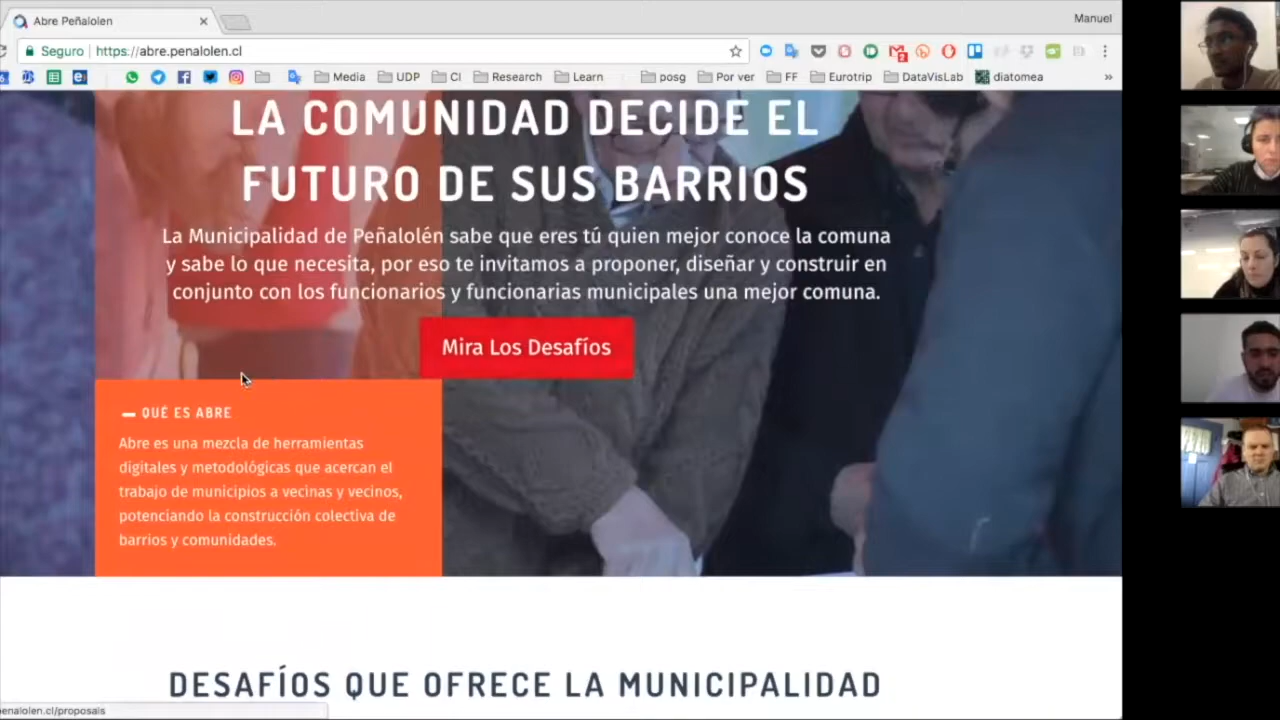 Abre Peñalolen
Manuel
Seguro
https://abre.penalolen.cl
2
Media
UDP
CI
Research
Learn
posg
Por ver
FF
Eurotrip
DataVisLab
diatomea
»
LA COMUNIDAD DECIDE EL
FUTURO DE SUS BARRIOS
La Municipalidad de Peñalolén sabe que eres tú quien mejor conoce la comuna
y sabe lo que necesita, por eso te invitamos a proponer, diseñar y construir en
conjunto con los funcionarios y funcionarias municipales una mejor comuna.
Mira Los Desafíos
QUÉ ES ABRE
Abre es una mezcla de herramientas
digitales y metodológicas que acercan el
trabajo de municipios a vecinas y vecinos,
potenciando la construcción colectiva de
barrios y comunidades.
DESAFÍOS QUE OFRECE LA MUNICIPALIDAD
enalolen.cl/proposals